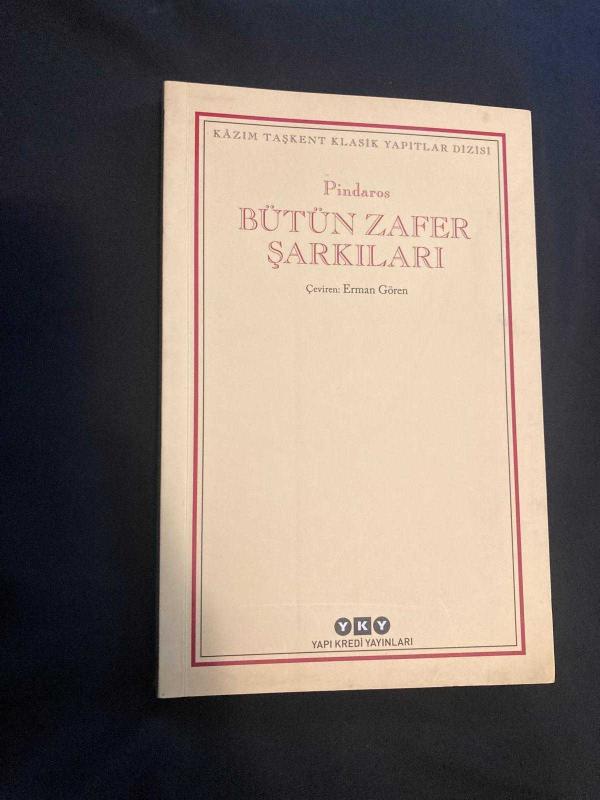 KÂZIM TAŞKENT KLASİK YAPITLAR DİZİSİ
Pindaros
BÜTÜN ZAFER
ŞARKILARI
Çeviren: Erman Gören
YKY
YAPI KREDİ YAYINLARI